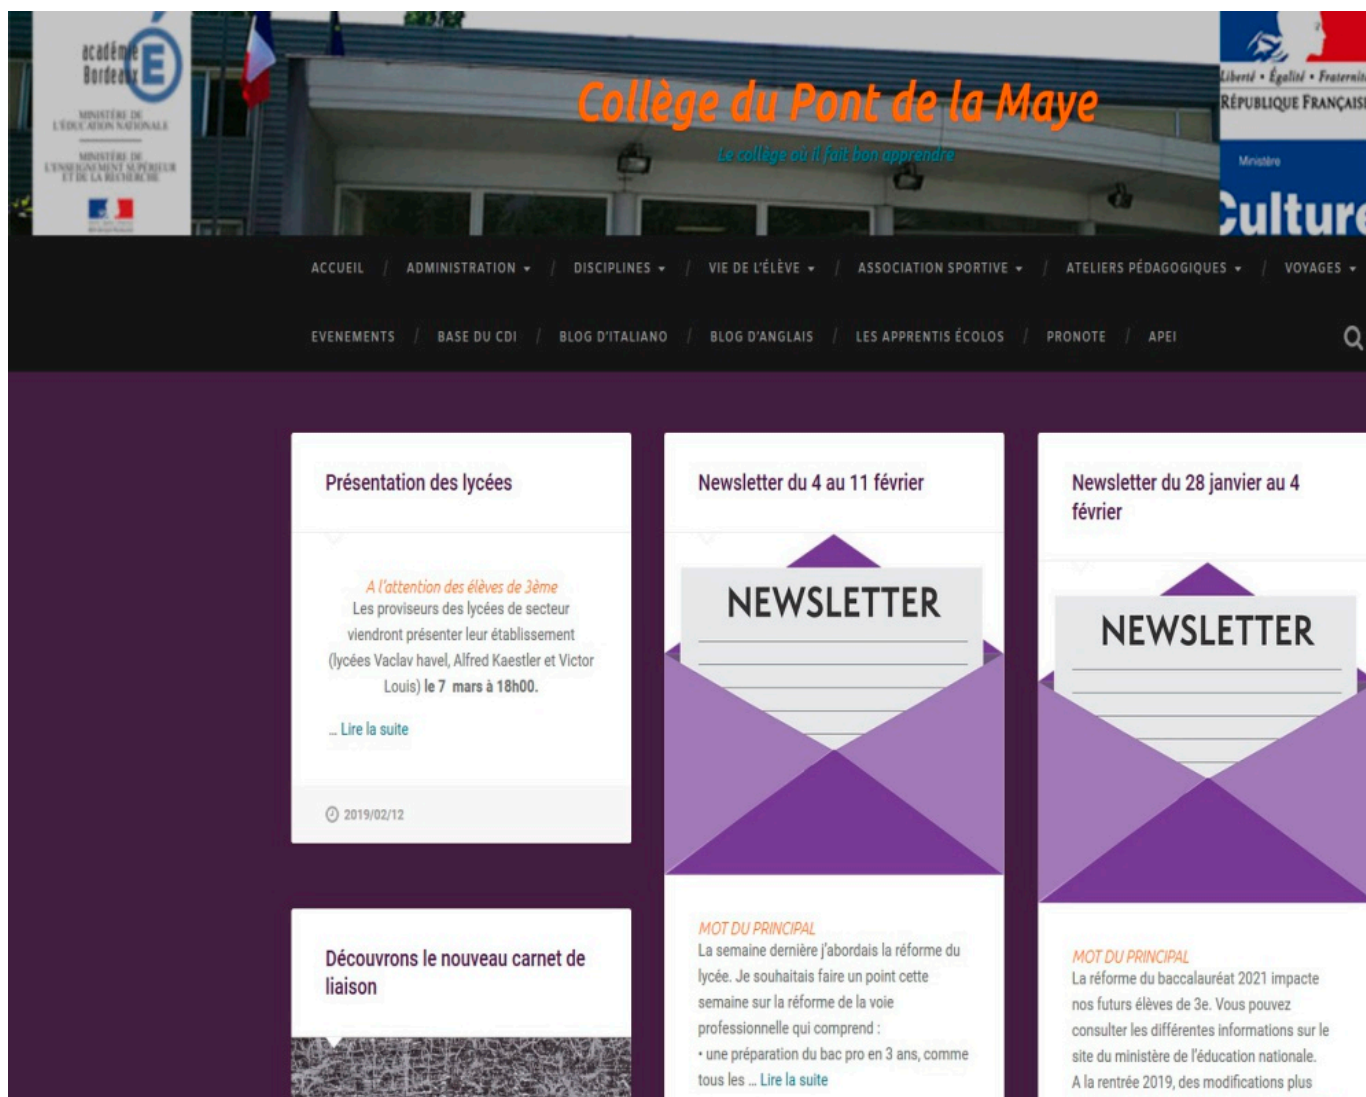 académie
Bordeaux
MINISTÈRE DE
L'ÉDUCATION NATIONALE
MINISTÈRE DE
L'ENSEIGNEMENT SUPÉRIEUR
ET DE LA RECHERCHE
Collège du Pont de la Maye
Le collège où il fait bon apprendre
Liberté • Égalité • Fraternité
RÉPUBLIQUE FRANÇAISE
Ministère
Culture
ACCUEIL / ADMINISTRATION / DISCIPLINES / VIE DE L'ÉLÈVE / ASSOCIATION SPORTIVE / ATELIERS PÉDAGOGIQUES / VOYAGES
EVENEMENTS / BASE DU CDI / BLOG D'ITALIANO / BLOG D'ANGLAIS / LES APPRENTIS ÉCOLOS / PRONOTE / APEI
Présentation des lycées
A l'attention des élèves de 3ème
Les proviseurs des lycées de secteur
viendront présenter leur établissement
(lycées Vaclav havel, Alfred Kaestler et Victor
Louis) le 7 mars à 18h00.
... Lire la suite
2019/02/12
Découvrons le nouveau carnet de
liaison
Newsletter du 4 au 11 février
NEWSLETTER
MOT DU PRINCIPAL
La semaine dernière j'abordais la réforme du
lycée. Je souhaitais faire un point cette
semaine sur la réforme de la voie
professionnelle qui comprend :
• une préparation du bac pro en 3 ans, comme
tous les ... Lire la suite
Newsletter du 28 janvier au 4
février
NEWSLETTER
MOT DU PRINCIPAL
La réforme du baccalauréat 2021 impacte
nos futurs élèves de 3e. Vous pouvez
consulter les différentes informations sur le
site du ministère de l'éducation nationale.
A la rentrée 2019, des modifications plus